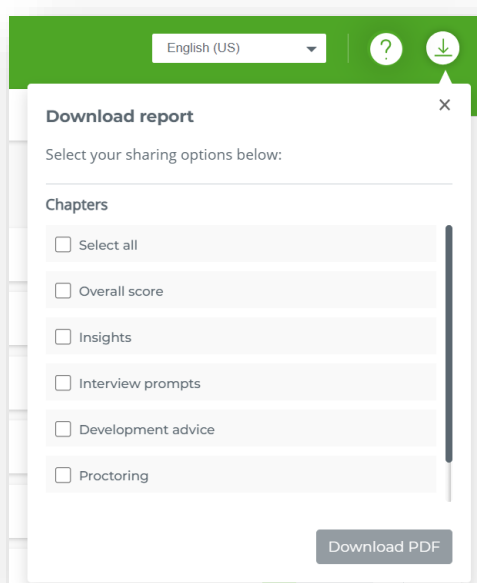 English (US)
?
Download report
×
Select your sharing options below:
Chapters
Select all
Overall score
Insights
Interview prompts
Development advice
Proctoring
Download PDF